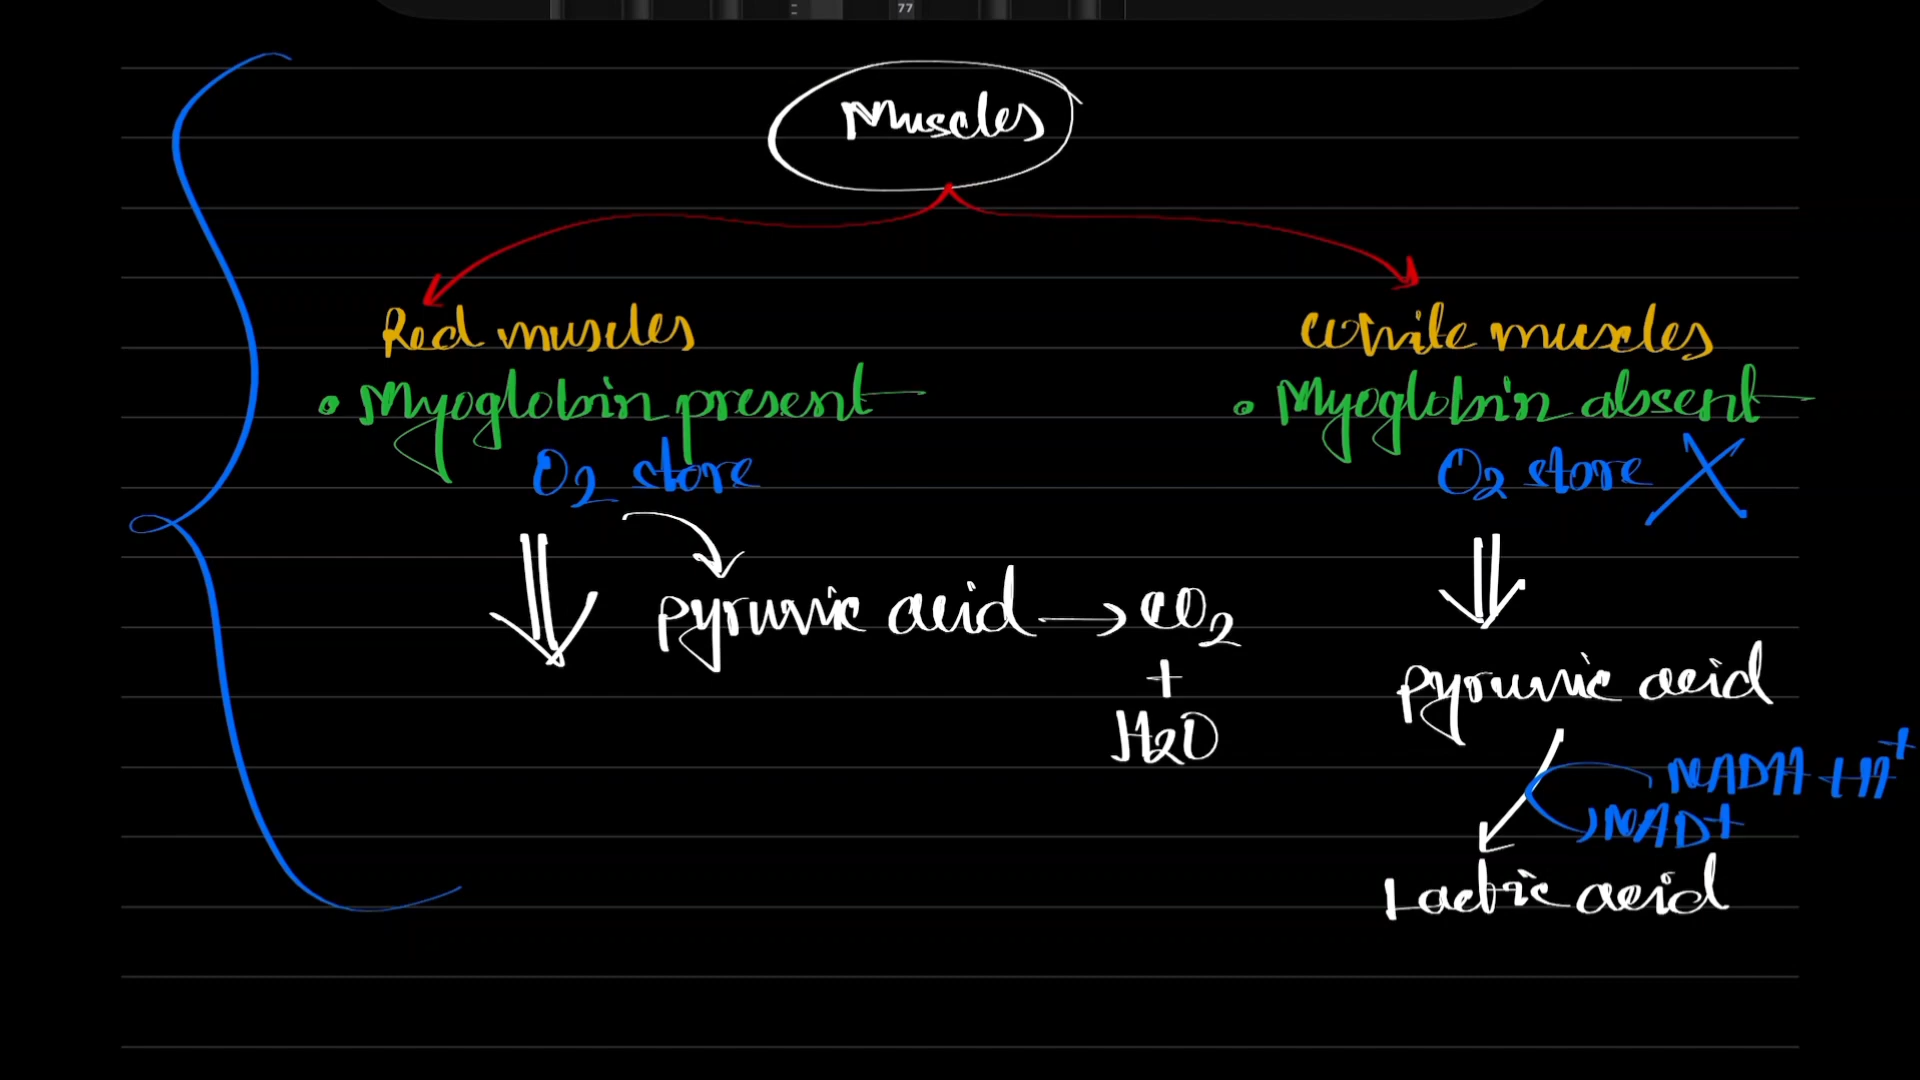 77
Muscles
Red muscles
• Myoglobin present
O2 store
pyruvic acid → CO2
+
H2O
White muscles
• Myoglobin absent
O2 store X
pyruvic acid
NADH + H+
NAD+
Lactic acid